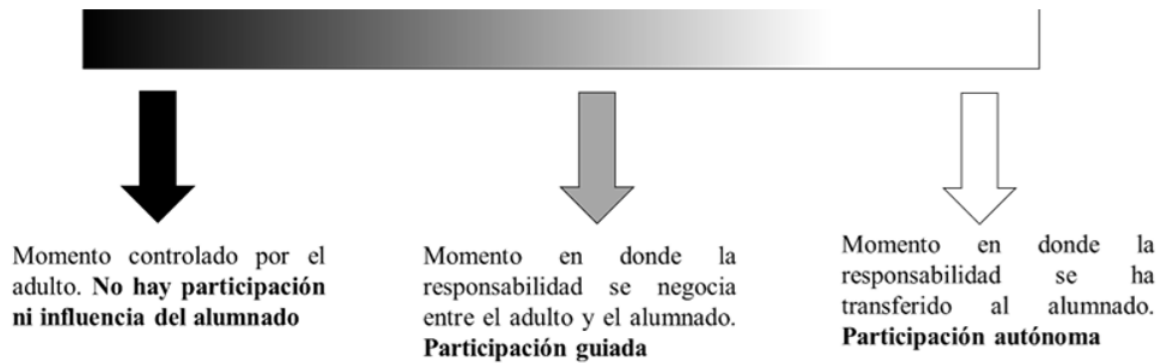 Momento controlado por el
adulto. No hay participación
ni influencia del alumnado
Momento en donde la
responsabilidad se negocia
entre el adulto y el alumnado.
Participación guiada
Momento en donde la
responsabilidad se ha
transferido al alumnado.
Participación autónoma